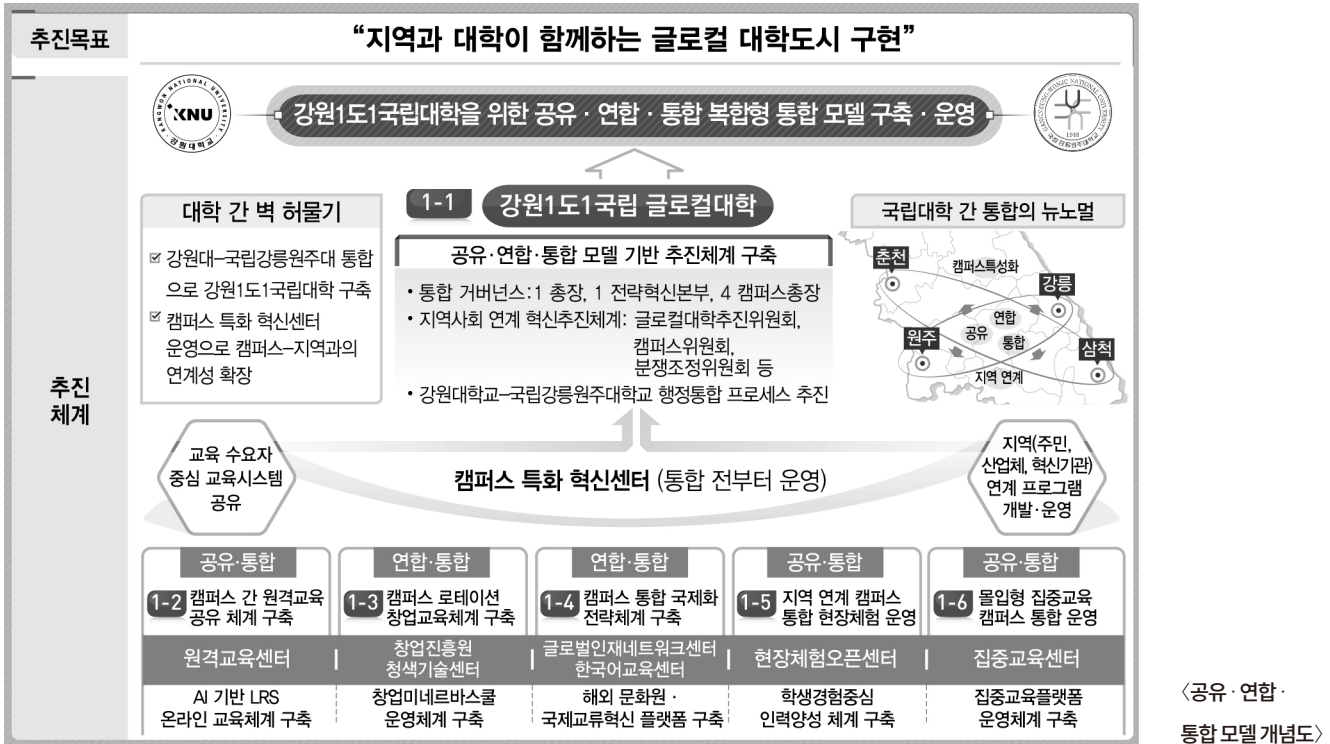 추진목표
“지역과 대학이 함께하는 글로컬 대학도시 구현”
추진
체계
KANGWON NATIONAL UNIVERSITY
KNU
강원대학교
강원1도1국립대학을 위한 공유 · 연합 · 통합 복합형 통합 모델 구축 · 운영
GANGNEUNG-WONJU NATIONAL UNIVERSITY
1946
국립강릉원주대학교
대학 간 벽 허물기
강원대–국립강릉원주대 통합
으로 강원1도1국립대학 구축
캠퍼스 특화 혁신센터
운영으로 캠퍼스–지역과의
연계성 확장
1-1
강원1도1국립 글로컬대학
공유·연합·통합 모델 기반 추진체계 구축
• 통합 거버넌스:1 총장, 1 전략혁신본부, 4 캠퍼스총장
• 지역사회 연계 혁신추진체계: 글로컬대학추진위원회,
캠퍼스위원회,
분쟁조정위원회 등
• 강원대학교–국립강릉원주대학교 행정통합 프로세스 추진
국립대학 간 통합의 뉴노멀
춘천
캠퍼스특성화
강릉
연합
공유
통합
원주
삼척
지역 연계
교육 수요자
중심 교육시스템
공유
캠퍼스 특화 혁신센터 (통합 전부터 운영)
지역(주민,
산업체, 혁신기관)
연계 프로그램
개발·운영
공유·통합
1-2 캠퍼스 간 원격교육
공유 체계 구축
원격교육센터
AI 기반 LRS
온라인 교육체계 구축
연합·통합
1-3 캠퍼스 로테이션
창업교육체계 구축
창업진흥원
청색기술센터
창업미네르바스쿨
운영체계 구축
연합·통합
1-4 캠퍼스 통합 국제화
전략체계 구축
글로벌인재네트워크센터
한국어교육센터
해외 문화원 ·
국제교류혁신 플랫폼 구축
공유·통합
1-5 지역 연계 캠퍼스
통합 현장체험 운영
현장체험오픈센터
학생경험중심
인력양성 체계 구축
공유·통합
1-6 몰입형 집중교육
캠퍼스 통합 운영
집중교육센터
집중교육플랫폼
운영체계 구축
〈공유 · 연합 ·
통합 모델 개념도〉